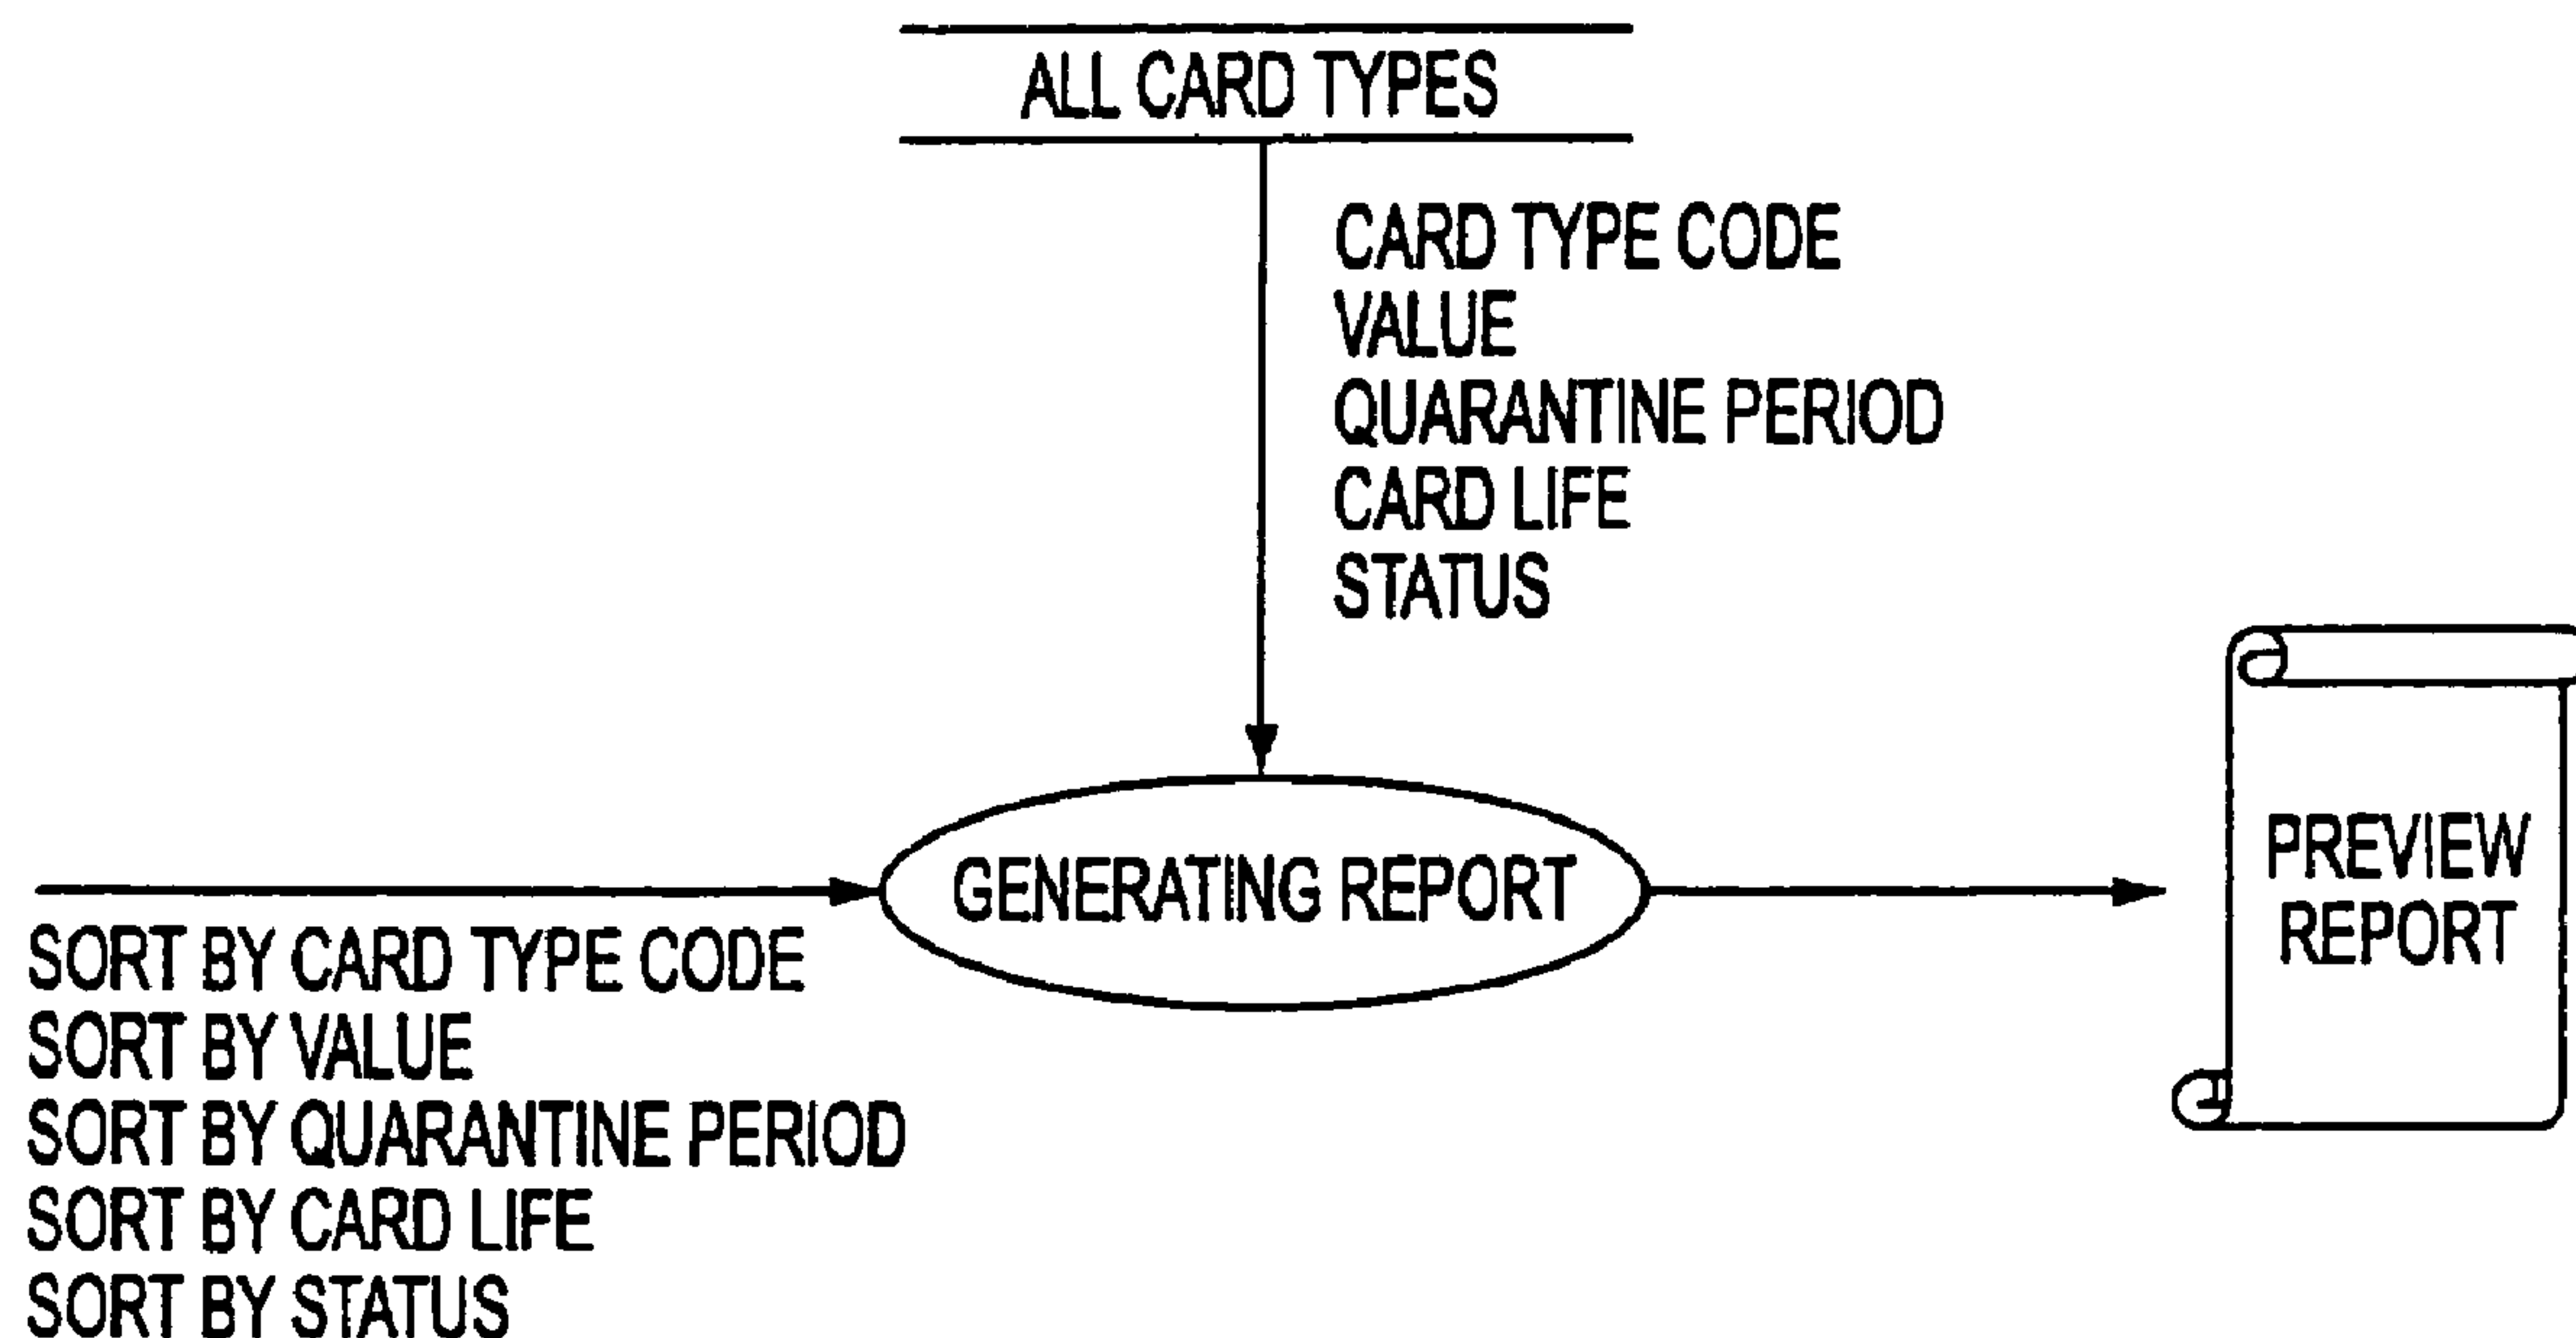 ALL CARD TYPES
CARD TYPE CODE
VALUE
QUARANTINE PERIOD
CARD LIFE
STATUS
GENERATING REPORT
PREVIEW
REPORT
SORT BY CARD TYPE CODE
SORT BY VALUE
SORT BY QUARANTINE PERIOD
SORT BY CARD LIFE
SORT BY STATUS